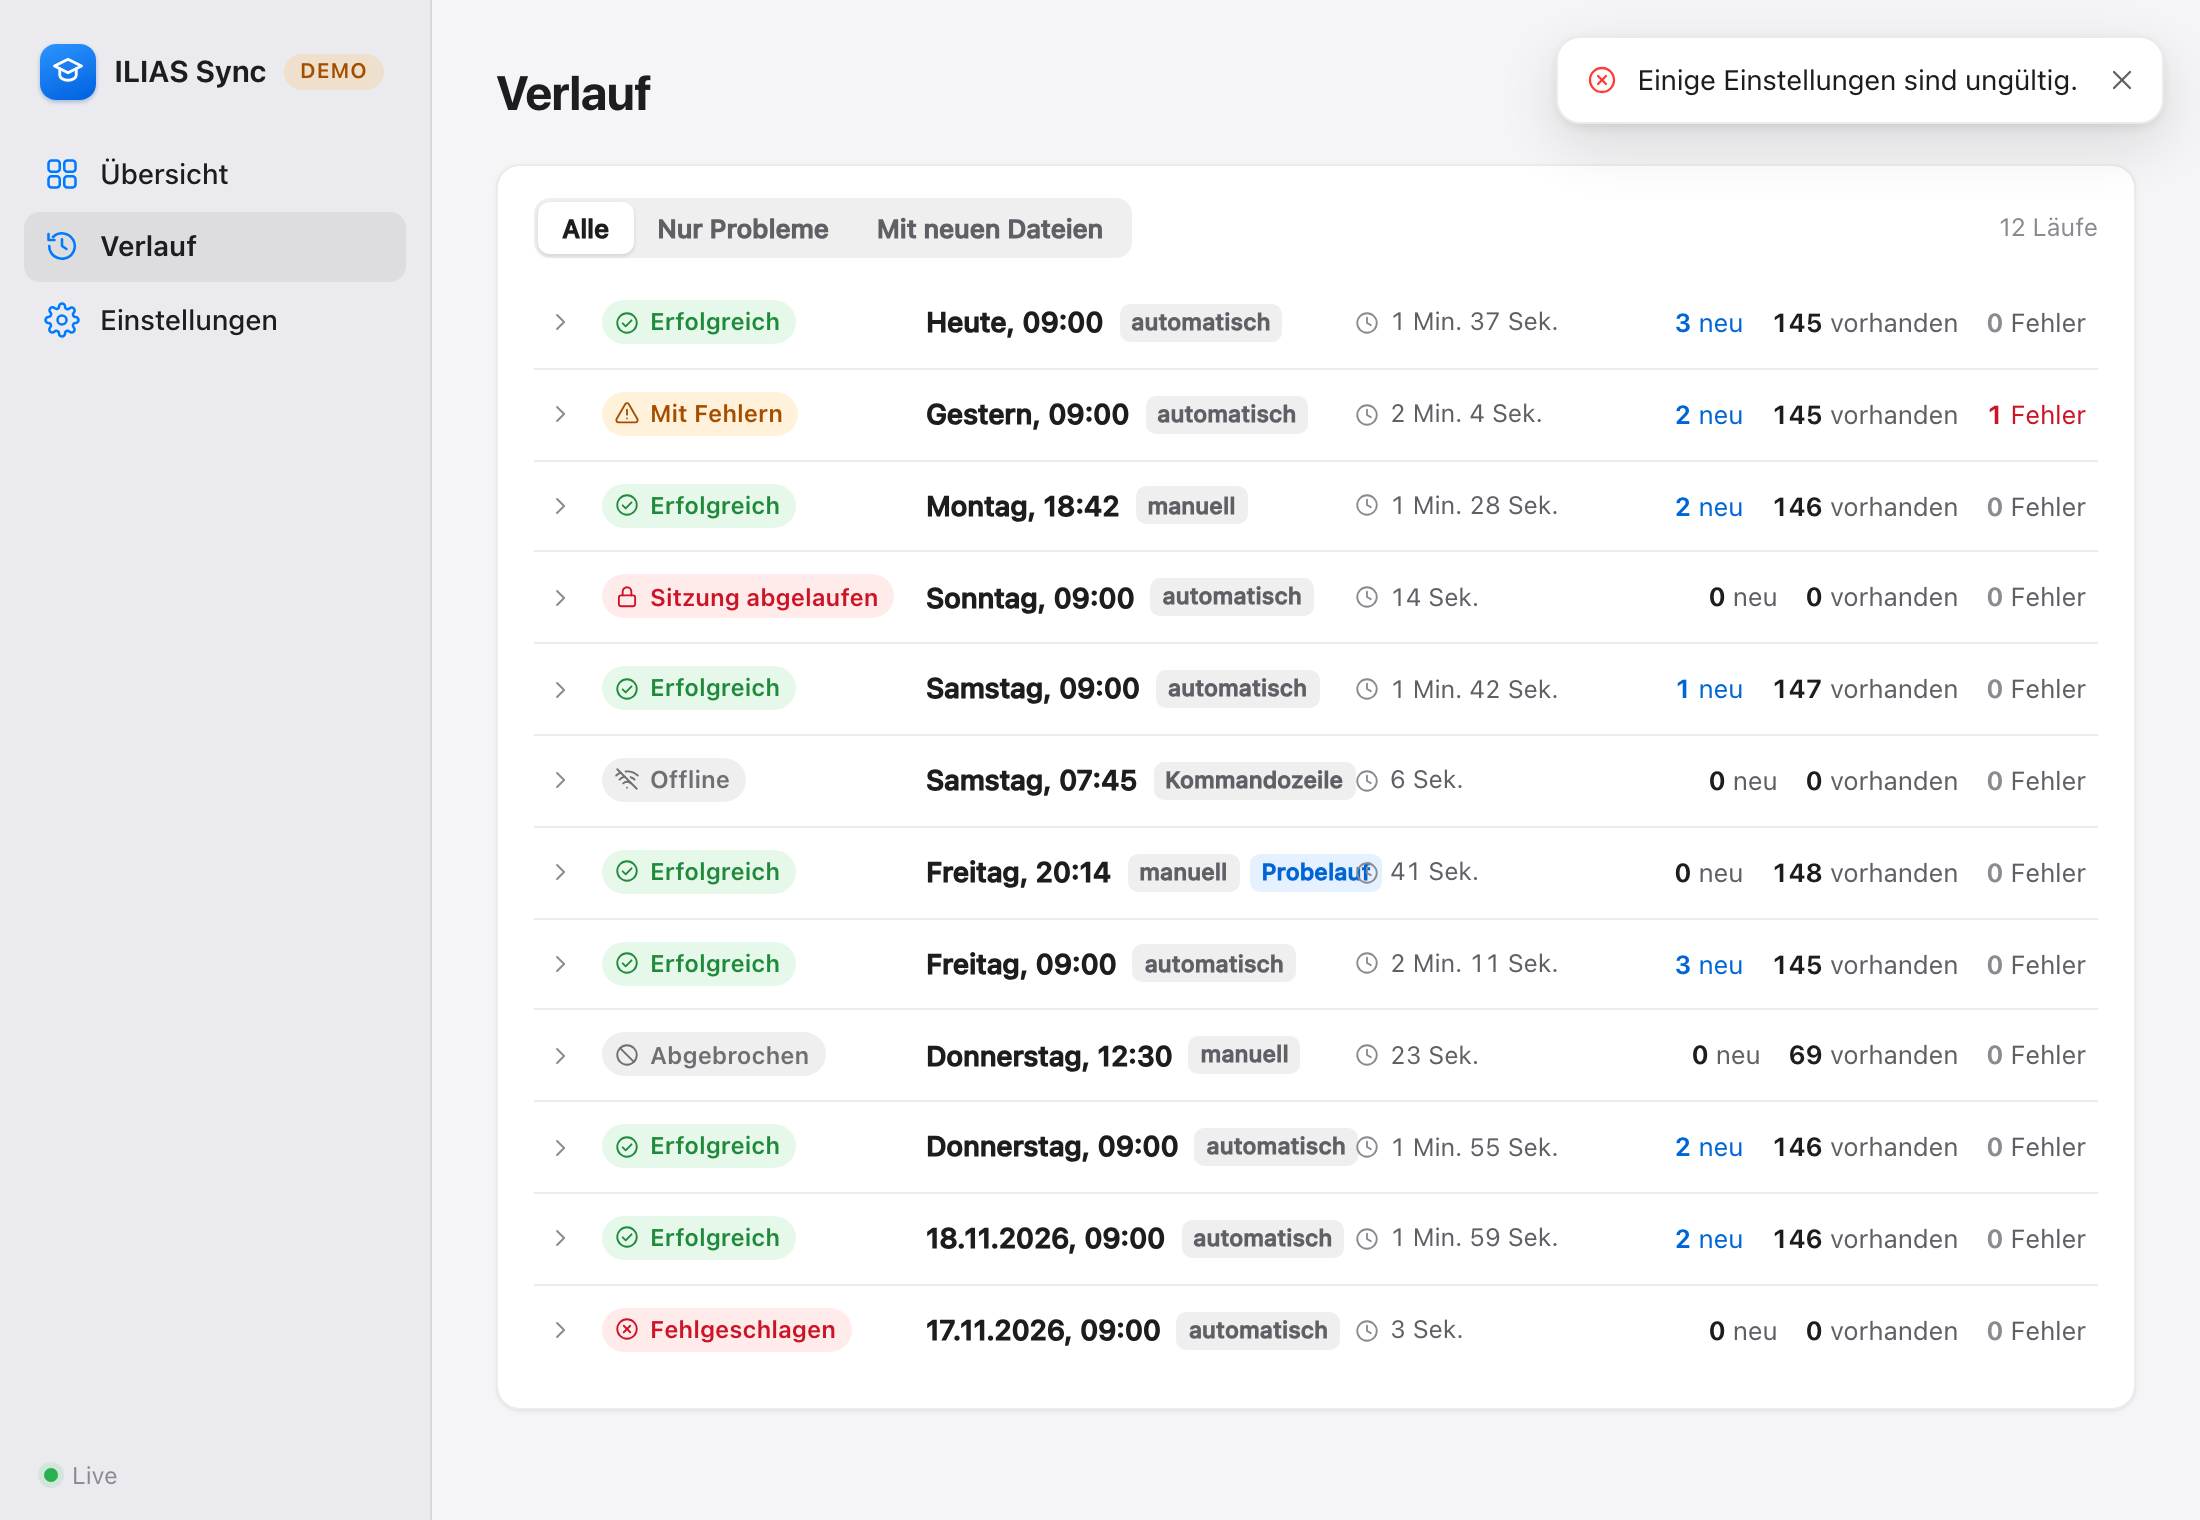 ILIAS Sync DEMO
Übersicht
Verlauf
Einstellungen
Live
Verlauf
Einige Einstellungen sind ungültig.
Alle Nur Probleme Mit neuen Dateien 12 Läufe
Erfolgreich Heute, 09:00 automatisch 1 Min. 37 Sek. 3 neu 145 vorhanden 0 Fehler
Mit Fehlern Gestern, 09:00 automatisch 2 Min. 4 Sek. 2 neu 145 vorhanden 1 Fehler
Erfolgreich Montag, 18:42 manuell 1 Min. 28 Sek. 2 neu 146 vorhanden 0 Fehler
Sitzung abgelaufen Sonntag, 09:00 automatisch 14 Sek. 0 neu 0 vorhanden 0 Fehler
Erfolgreich Samstag, 09:00 automatisch 1 Min. 42 Sek. 1 neu 147 vorhanden 0 Fehler
Offline Samstag, 07:45 Kommandozeile 6 Sek. 0 neu 0 vorhanden 0 Fehler
Erfolgreich Freitag, 20:14 manuell Probelauf 41 Sek. 0 neu 148 vorhanden 0 Fehler
Erfolgreich Freitag, 09:00 automatisch 2 Min. 11 Sek. 3 neu 145 vorhanden 0 Fehler
Abgebrochen Donnerstag, 12:30 manuell 23 Sek. 0 neu 69 vorhanden 0 Fehler
Erfolgreich Donnerstag, 09:00 automatisch 1 Min. 55 Sek. 2 neu 146 vorhanden 0 Fehler
Erfolgreich 18.11.2026, 09:00 automatisch 1 Min. 59 Sek. 2 neu 146 vorhanden 0 Fehler
Fehlgeschlagen 17.11.2026, 09:00 automatisch 3 Sek. 0 neu 0 vorhanden 0 Fehler